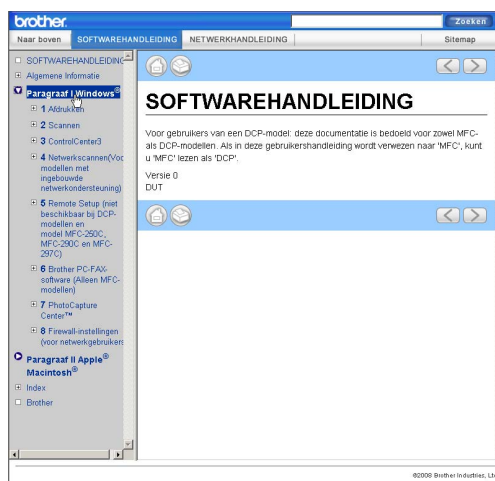 brother.
Zoeken
Naar boven
SOFTWAREHANDLEIDING
NETWERKHANDLEIDING
Sitemap
SOFTWAREHANDLEIDING
Algemene Informatie
Paragraaf I Windows®
1 Afdrukken
2 Scannen
3 ControlCenter3
4 Netwerkscannen(Voor
modellen met
ingebouwde
netwerkondersteuning)
5 Remote Setup (niet
beschikbaar bij DCP-
modellen en
model MFC-250C,
MFC-290C en MFC-
297C)
6 Brother PC-FAX-
software (Alleen MFC-
modellen)
7 PhotoCapture
Center™
8 Firewall-instellingen
(voor netwerkgebruikers
Paragraaf II Apple®
Macintosh®
Index
Brother
SOFTWAREHANDLEIDING
Voor gebruikers van een DCP-model: deze documentatie is bedoeld voor zowel MFC-
als DCP-modellen. Als in deze gebruikershandleiding wordt verwezen naar 'MFC', kunt
u 'MFC' lezen als 'DCP'.
Versie 0
DUT
©2008 Brother Industries, Lt